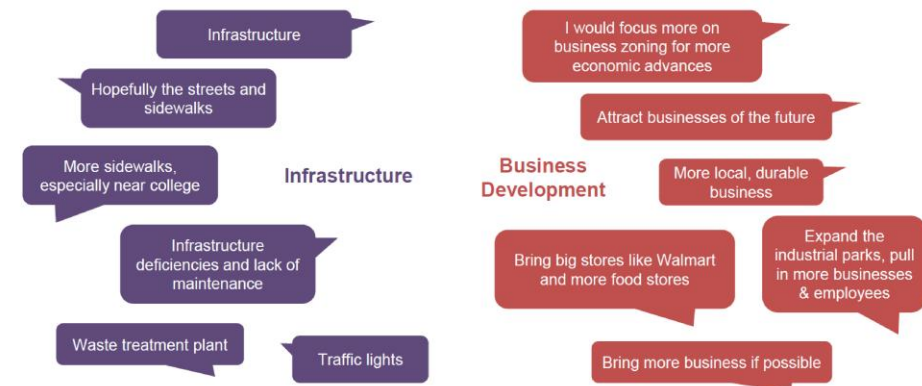 Infrastructure
Hopefully the streets and
sidewalks
More sidewalks,
especially near college
Infrastructure
Infrastructure
deficiencies and lack of
maintenance
Waste treatment plant
Traffic lights
I would focus more on
business zoning for more
economic advances
Attract businesses of the future
Business
Development
More local, durable
business
Bring big stores like Walmart
and more food stores
Expand the
industrial parks, pull
in more businesses
& employees
Bring more business if possible